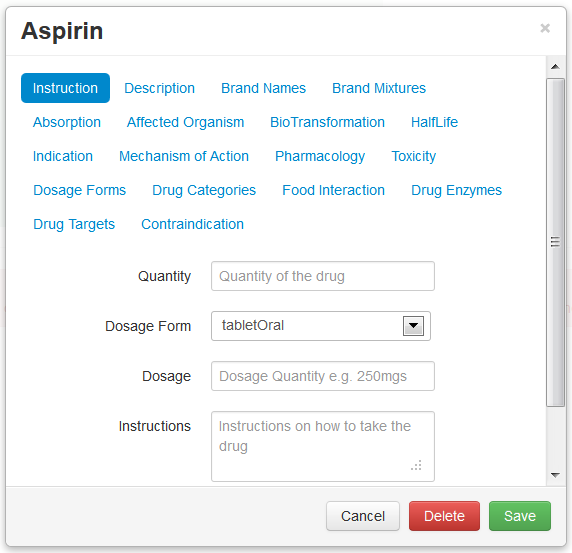 Aspirin ×
Instruction Description Brand Names Brand Mixtures
Absorption Affected Organism BioTransformation HalfLife
Indication Mechanism of Action Pharmacology Toxicity
Dosage Forms Drug Categories Food Interaction Drug Enzymes
Drug Targets Contraindication
Quantity Quantity of the drug
Dosage Form tabletOral
Dosage Dosage Quantity e.g. 250mgs
Instructions Instructions on how to take the
drug
Cancel Delete Save